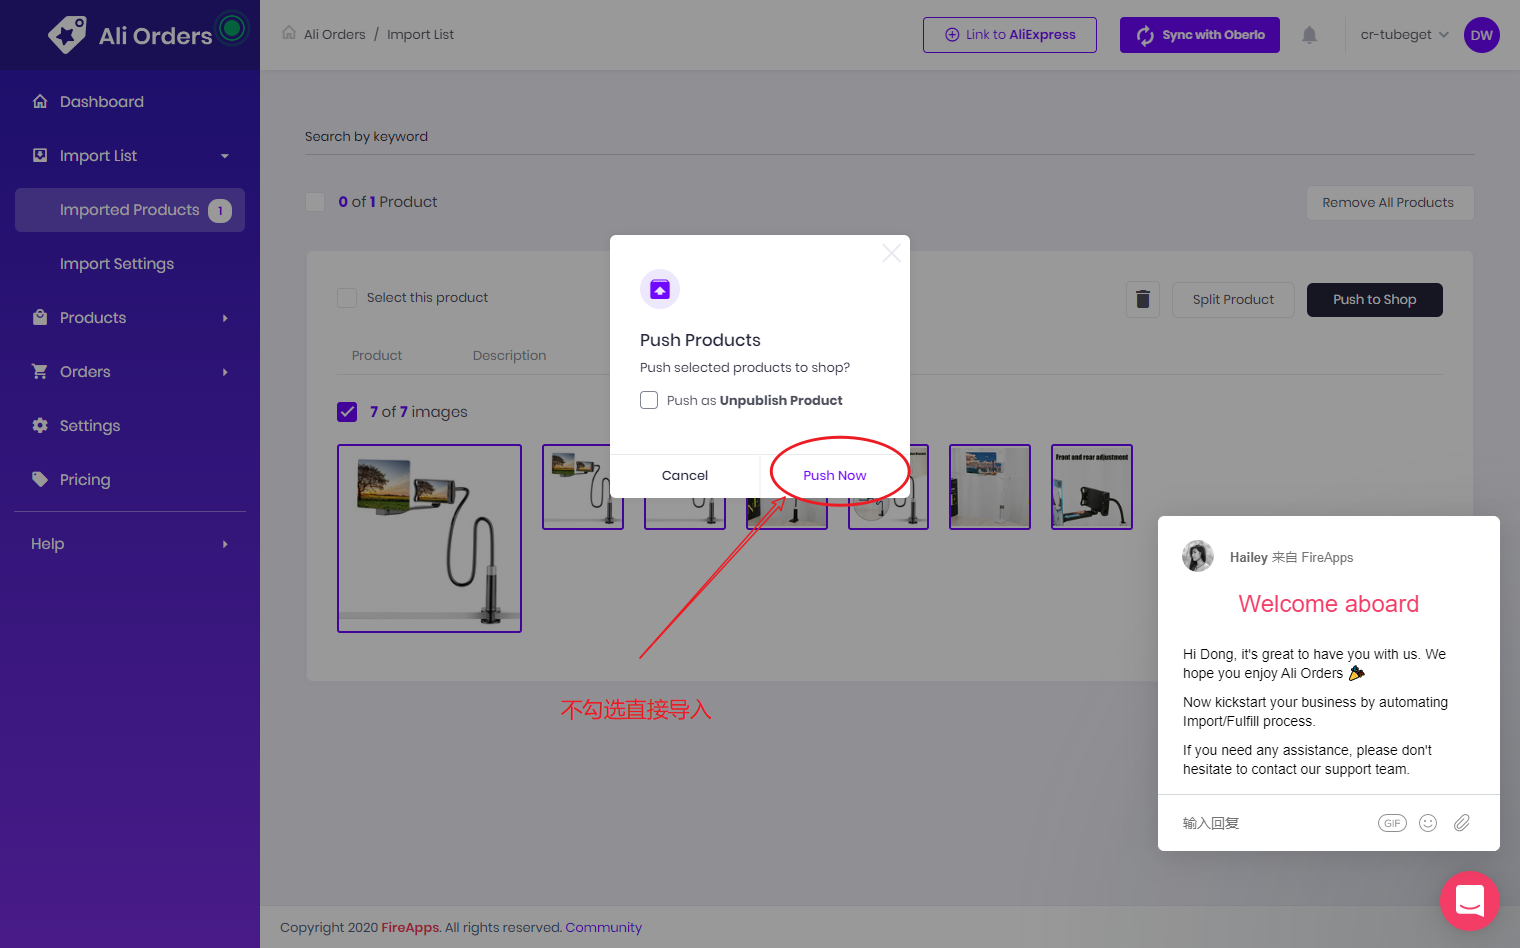 Ali Orders
Ali Orders / Import List
Link to AliExpress
Sync with Oberlo
cr-tubeget
DW
Dashboard
Import List
Imported Products 1
Import Settings
Products
Orders
Settings
Pricing
Help
Search by keyword
0 of 1 Product
Remove All Products
Select this product
Split Product
Push to Shop
Product
Description
7 of 7 images
Push Products
Push selected products to shop?
Push as Unpublish Product
Cancel
Push Now
Front and rear adjustment
不勾选直接导入
Hailey 来自 FireApps
Welcome aboard
Hi Dong, it's great to have you with us. We
hope you enjoy Ali Orders
Now kickstart your business by automating
Import/Fulfill process.
If you need any assistance, please don't
hesitate to contact our support team.
输入回复
GIF
Copyright 2020 FireApps. All rights reserved. Community